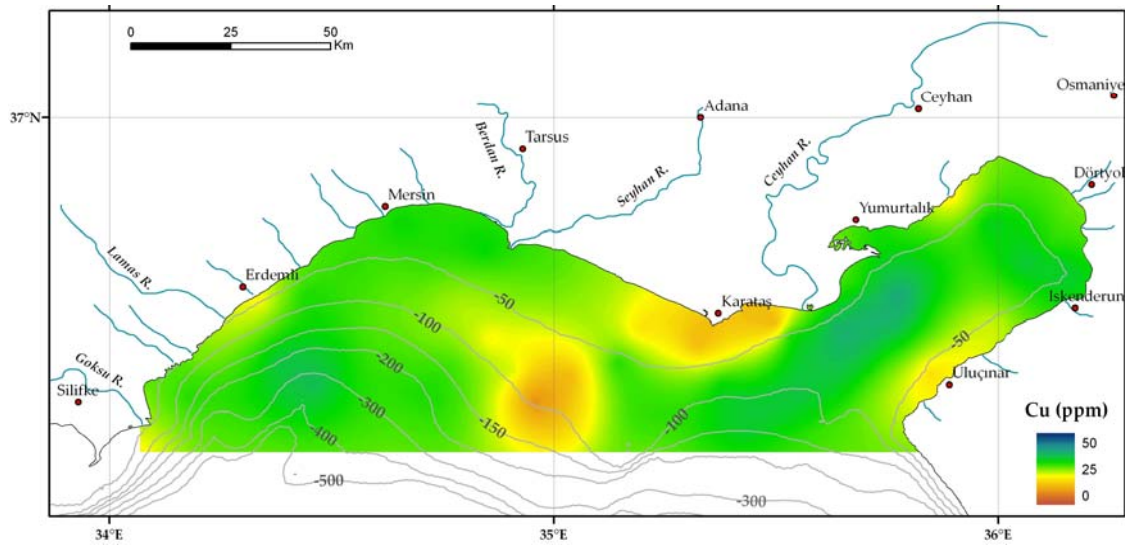 0 25 50
Km
Osmaniye
Ceyhan
37°N
Adana
Berdan R.
Tarsus
Ceyhan R.
Seyhan R.
Dörtyol
Mersin
Yumurtalık
Lamas R.
Erdemli
-50
Karataş
İskenderun
-100
-50
Goksu R.
-200
Uluçınar
Silifke
-300
-150
-100
Cu (ppm)
-400
50
-500
25
-300
0
34°E 35°E 36°E